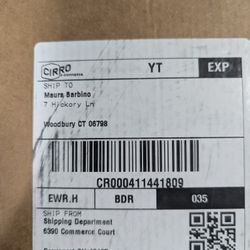 CIRRO
YT
EXP
SHIP TO
Maura Barbino
7 Hickory Ln
Woodbury CT 06798
CR000411441809
EWR.H
BDR
035
SHIP FROM
Shipping Department
6390 Commerce Court